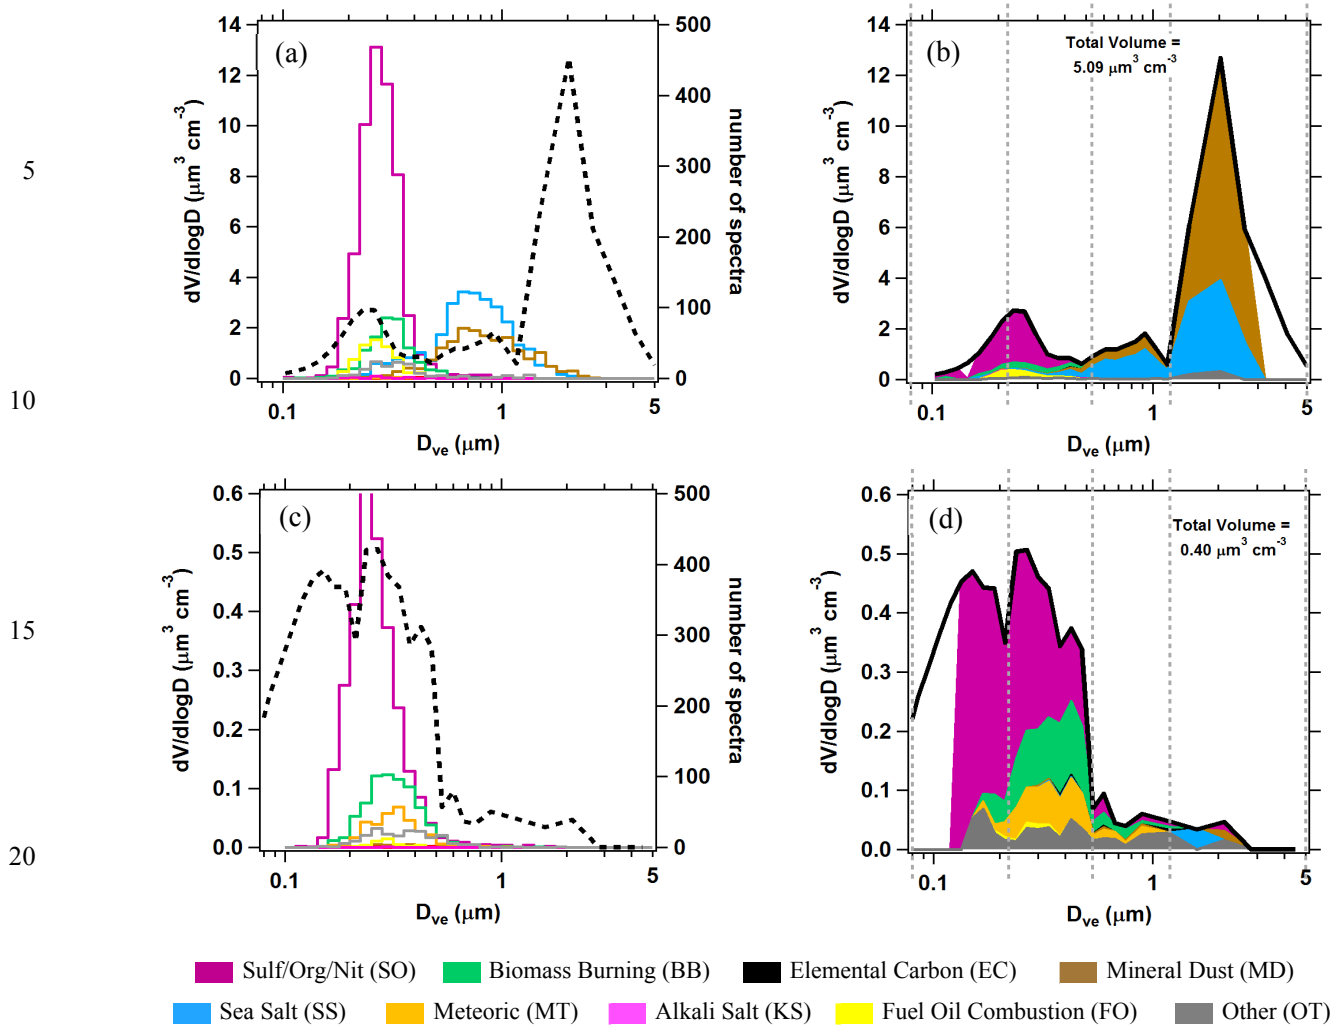 (a)
14
12
10
8
6
4
2
0
dV/dlogD (μm³ cm⁻³)
500
400
300
200
100
0
number of spectra
0.1
1
5
D_ve (μm)
(b)
Total Volume =
5.09 μm³ cm⁻³
14
12
10
8
6
4
2
0
dV/dlogD (μm³ cm⁻³)
0.1
1
5
D_ve (μm)
5
10
(c)
0.6
0.5
0.4
0.3
0.2
0.1
0.0
dV/dlogD (μm³ cm⁻³)
500
400
300
200
100
0
number of spectra
0.1
1
5
D_ve (μm)
(d)
Total Volume =
0.40 μm³ cm⁻³
0.6
0.5
0.4
0.3
0.2
0.1
0.0
dV/dlogD (μm³ cm⁻³)
0.1
1
5
D_ve (μm)
15
20
Sulf/Org/Nit (SO) Biomass Burning (BB) Elemental Carbon (EC) Mineral Dust (MD)
Sea Salt (SS) Meteoric (MT) Alkali Salt (KS) Fuel Oil Combustion (FO) Other (OT)